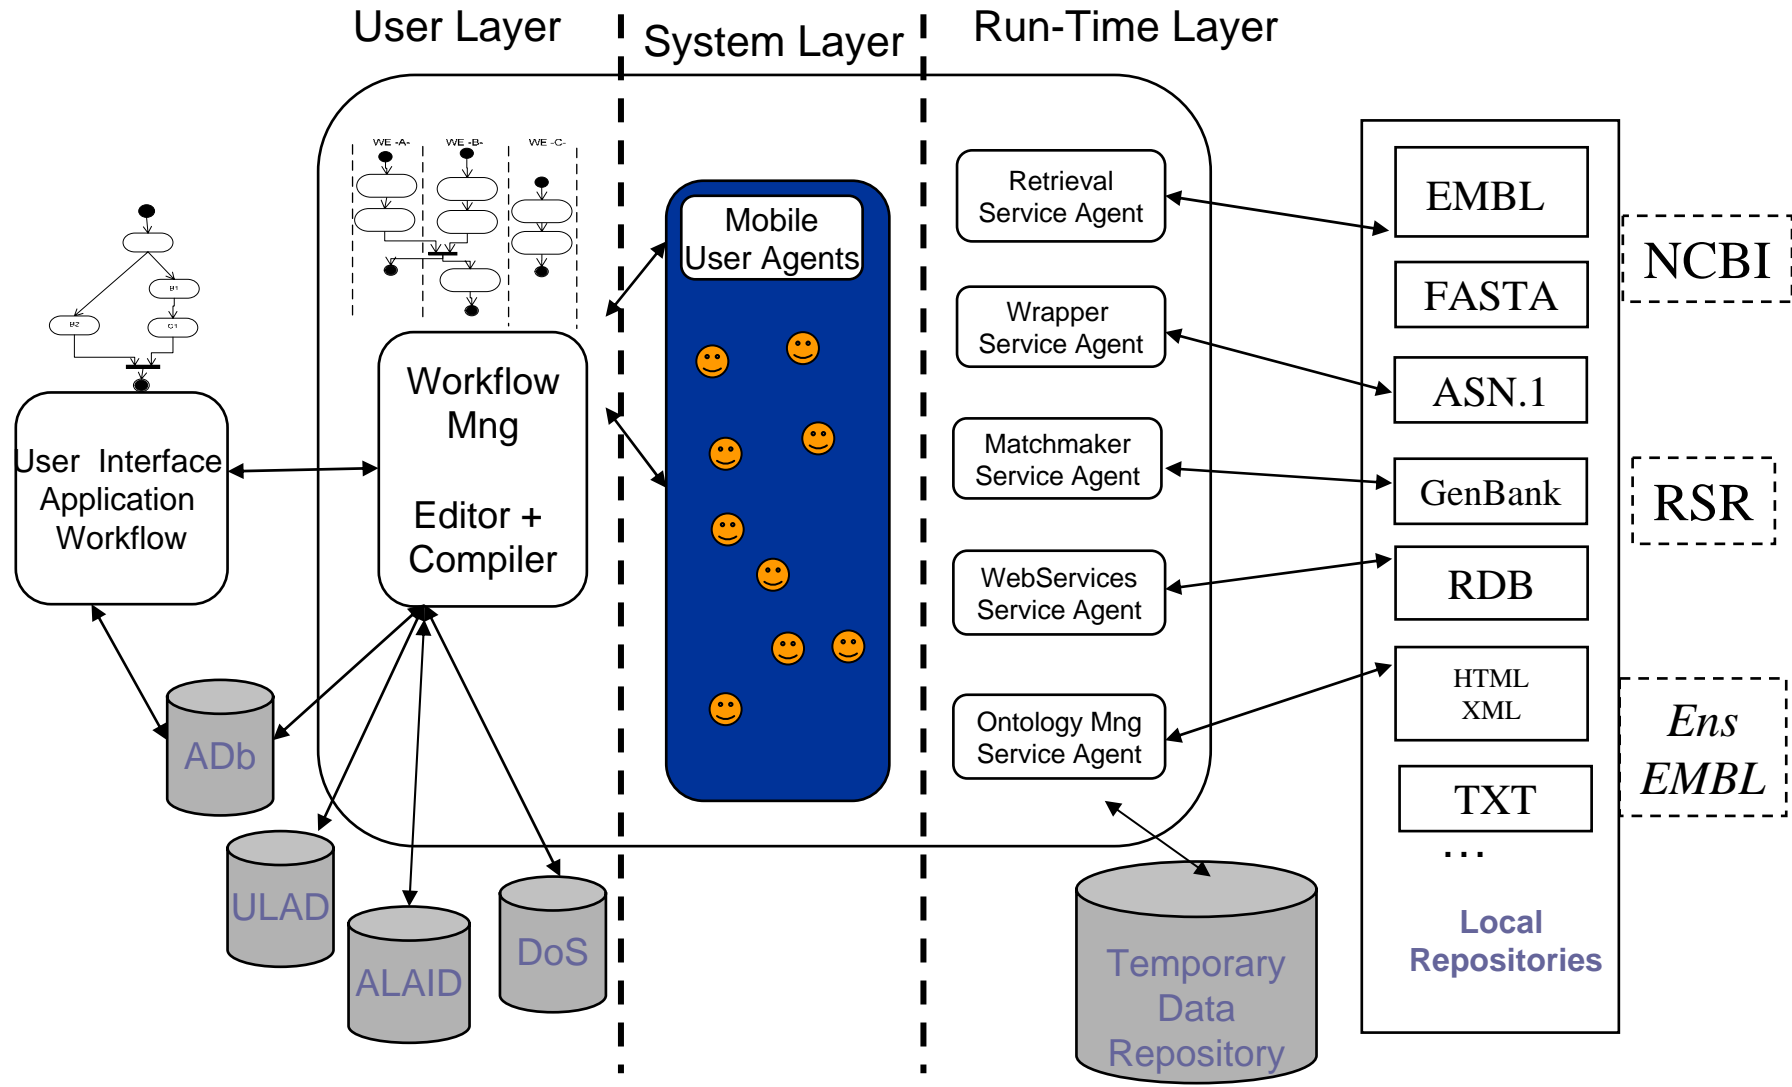 User Layer
System Layer
Run-Time Layer
WE -A-
WE -B-
WE -C-
B1
B2
C1
User Interface
Application
Workflow
Workflow
Mng
Editor +
Compiler
Mobile
User Agents
Retrieval
Service Agent
Wrapper
Service Agent
Matchmaker
Service Agent
WebServices
Service Agent
Ontology Mng
Service Agent
EMBL
FASTA
ASN.1
GenBank
RDB
HTML
XML
TXT
...
Local
Repositories
NCBI
RSR
Ens
EMBL
ADb
ULAD
ALAID
DoS
Temporary
Data
Repository